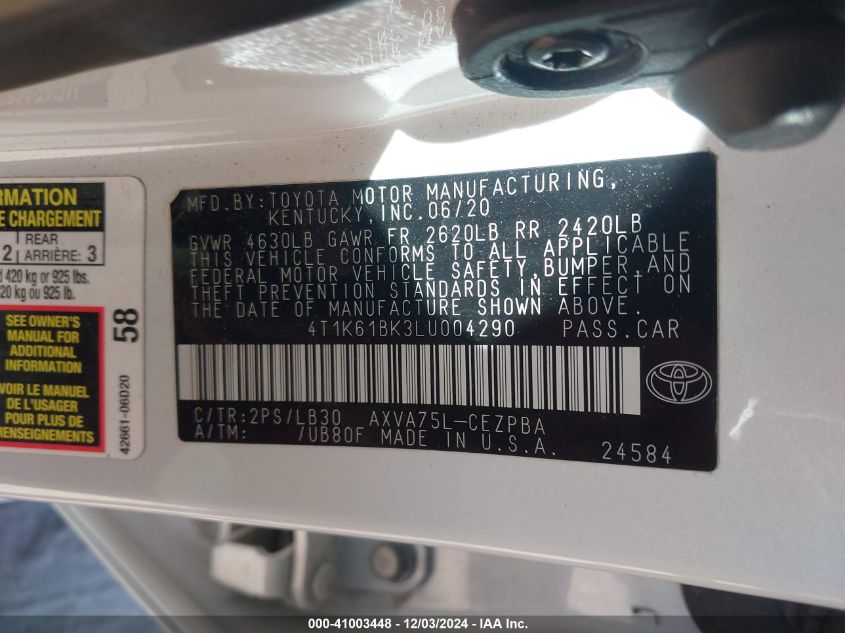 RMATION
E CHARGEMENT
2 REAR
ARRIÈRE: 3
420 kg or 925 lbs.
20 kg ou 925 lb.
SEE OWNER'S
MANUAL FOR
ADDITIONAL
INFORMATION
VOIR LE MANUEL
DE L'USAGER
POUR PLUS DE
RENSEIGNEMENTS
58
42661-06D20
MFD.BY:TOYOTA MOTOR MANUFACTURING,
KENTUCKY,INC.06/20
GVWR 4630LB GAWR FR 2620LB RR 2420LB
THIS VEHICLE CONFORMS TO ALL APPLICABLE
FEDERAL MOTOR VEHICLE SAFETY,BUMPER,AND
THEFT PREVENTION STANDARDS IN EFFECT ON
THE DATE OF MANUFACTURE SHOWN ABOVE.
4T1K61BK3LU004290 PASS.CAR
C/TR:2PS/LB30 AXVA75L-CEZPBA
A/TM: /UB80F MADE IN U.S.A.
24584
000-41003448 - 12/03/2024 - IAA Inc.